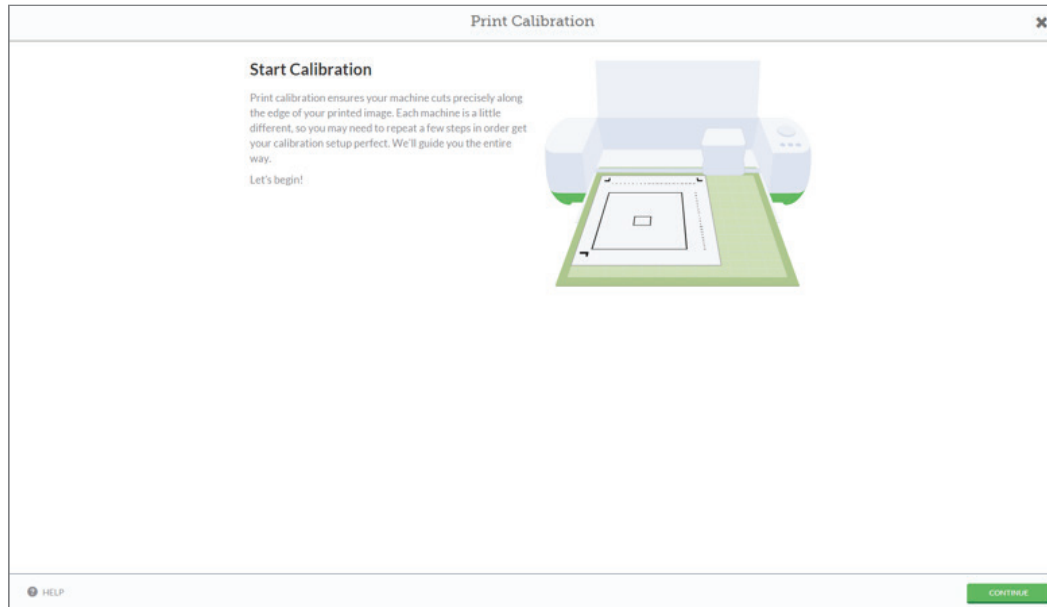 Print Calibration
Start Calibration
Print calibration ensures your machine cuts precisely along
the edge of your printed image. Each machine is a little
different, so you may need to repeat a few steps in order get
your calibration setup perfect. We'll guide you the entire
way.
Let's begin!
HELP
CONTINUE